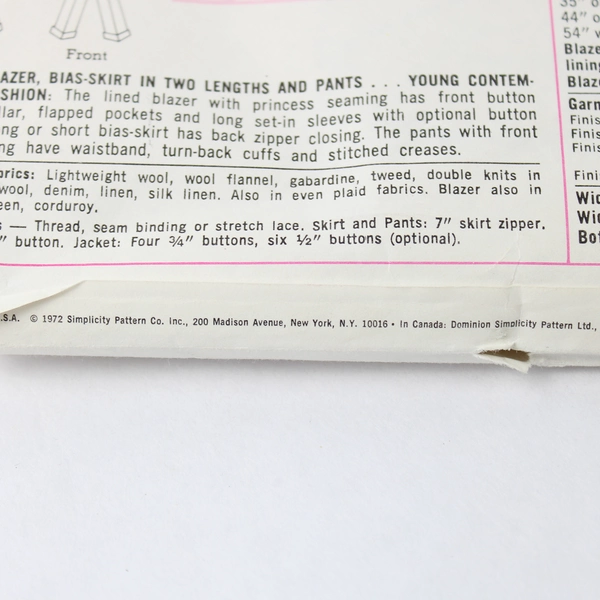 Front
AZER, BIAS-SKIRT IN TWO LENGTHS AND PANTS . . . YOUNG CONTEM-
SHION: The lined blazer with princess seaming has front button
llar, flapped pockets and long set-in sleeves with optional button
ng or short bias-skirt has back zipper closing. The pants with front
ng have waistband, turn-back cuffs and stitched creases.
brics: Lightweight wool, wool flannel, gabardine, tweed, double knits in
wool, denim, linen, silk linen. Also in even plaid fabrics. Blazer also in
een, corduroy.
s — Thread, seam binding or stretch lace. Skirt and Pants: 7" skirt zipper.
" button. Jacket: Four ¾" buttons, six ½" buttons (optional).
35" o
44" o
54" w
Blaze
lining
Blaze
Garn
Finis
Finis
Finis
Finis
Wid
Wid
Bot
.S.A. © 1972 Simplicity Pattern Co. Inc., 200 Madison Avenue, New York, N.Y. 10016 • In Canada: Dominion Simplicity Pattern Ltd.,